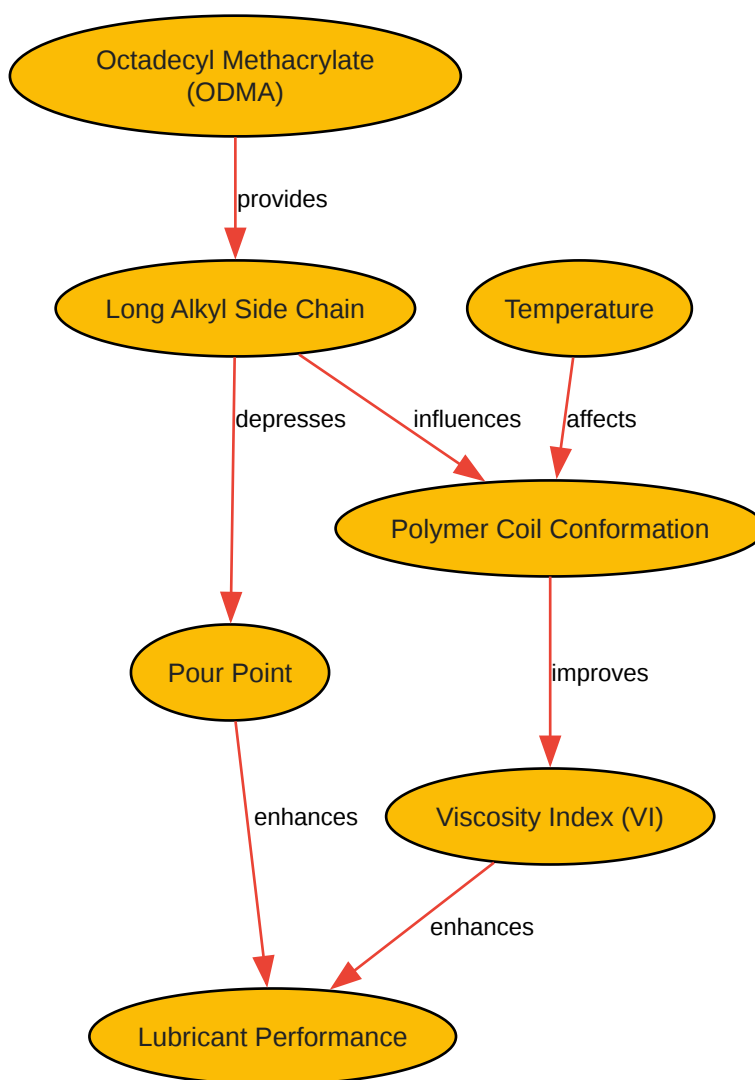 Octadecyl Methacrylate
(ODMA)
provides
Long Alkyl Side Chain
Temperature
depresses
influences
affects
Polymer Coil Conformation
Pour Point
improves
enhances
Viscosity Index (VI)
enhances
Lubricant Performance